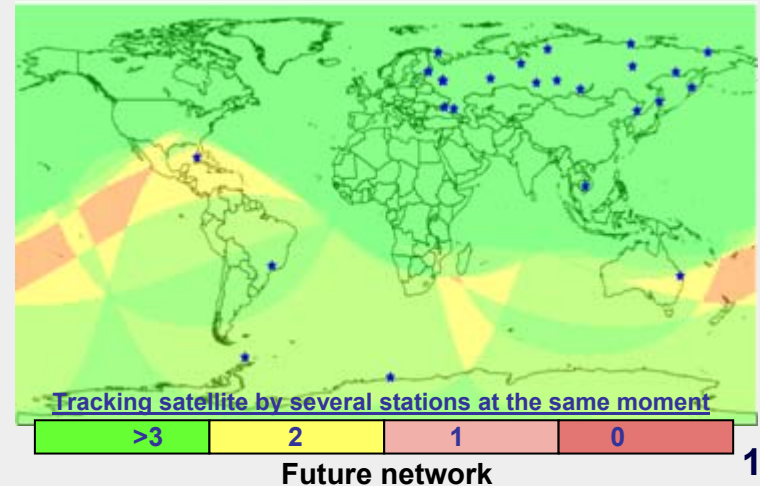 Tracking satellite by several stations at the same moment
>3 2 1 0
Future network
1